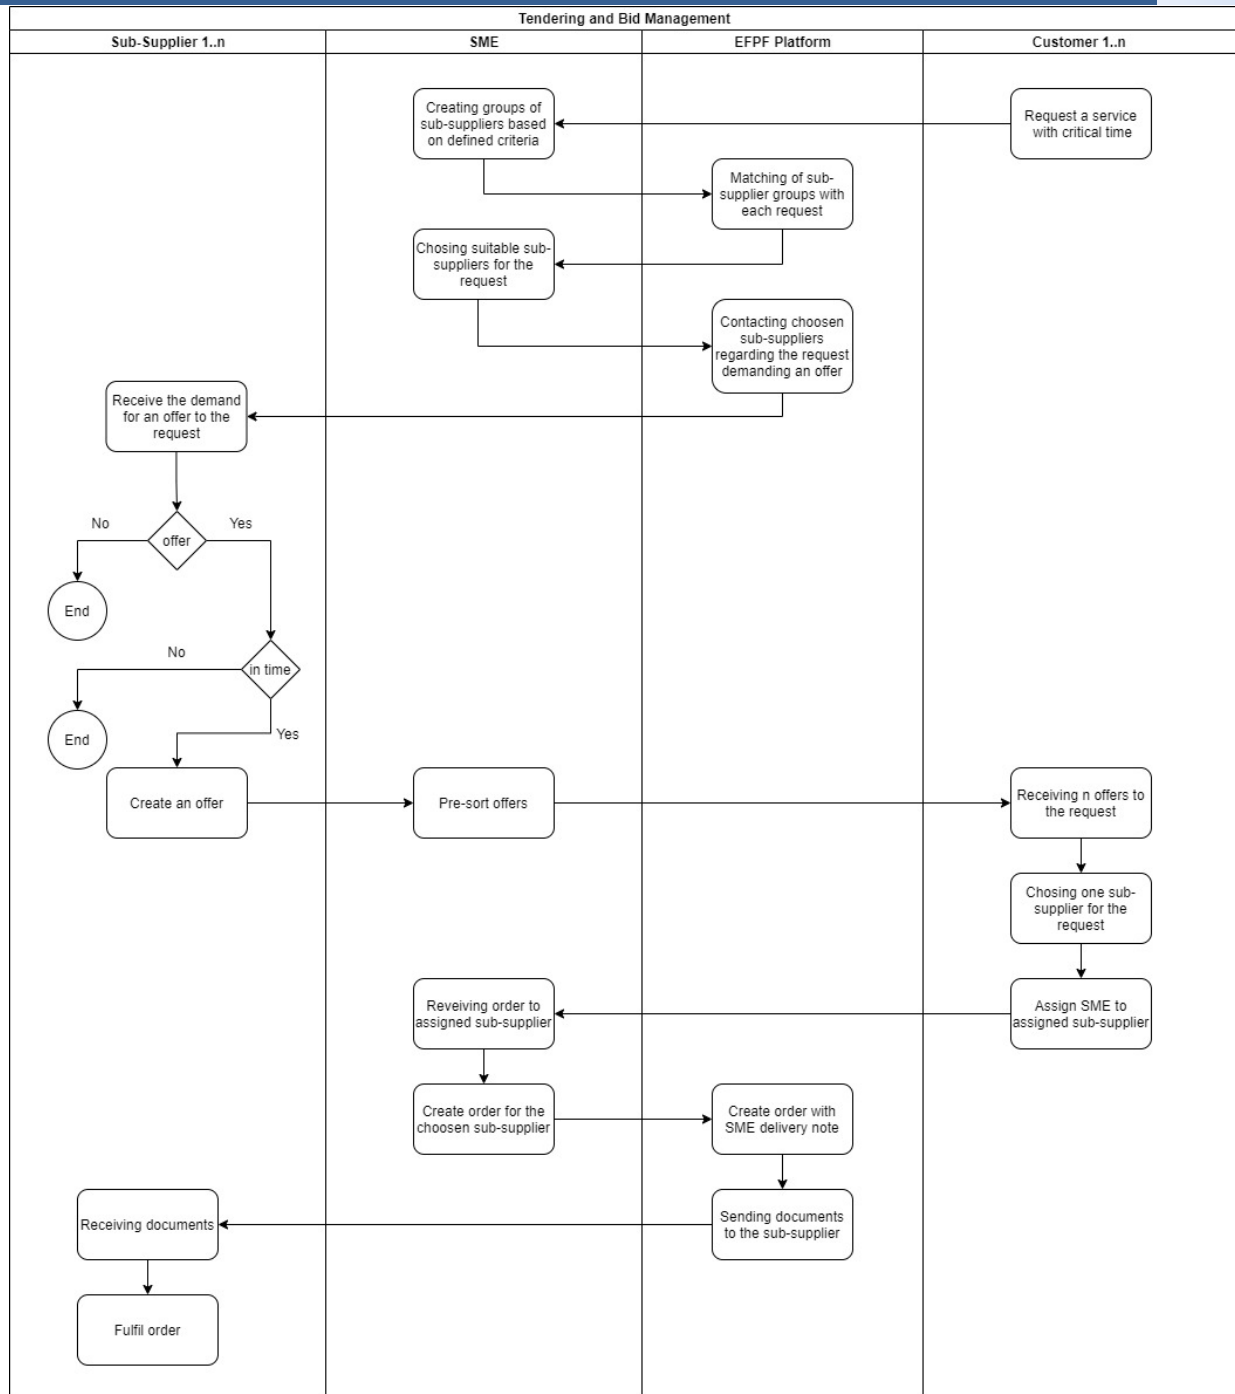 Tendering and Bid Management
Sub-Supplier 1..n
SME
EFPF Platform
Customer 1..n
Creating groups of
sub-suppliers based
on defined criteria
Request a service
with critical time
Matching of sub-
supplier groups with
each request
Chosing suitable sub-
suppliers for the
request
Contacting choosen
sub-suppliers
regarding the request
demanding an offer
Receive the demand
for an offer to the
request
No
Yes
offer
End
No
in time
End
Yes
Create an offer
Pre-sort offers
Receiving n offers to
the request
Chosing one sub-
supplier for the
request
Reveiving order to
assigned sub-supplier
Assign SME to
assigned sub-supplier
Create order for the
choosen sub-supplier
Create order with
SME delivery note
Receiving documents
Sending documents
to the sub-supplier
Fulfil order